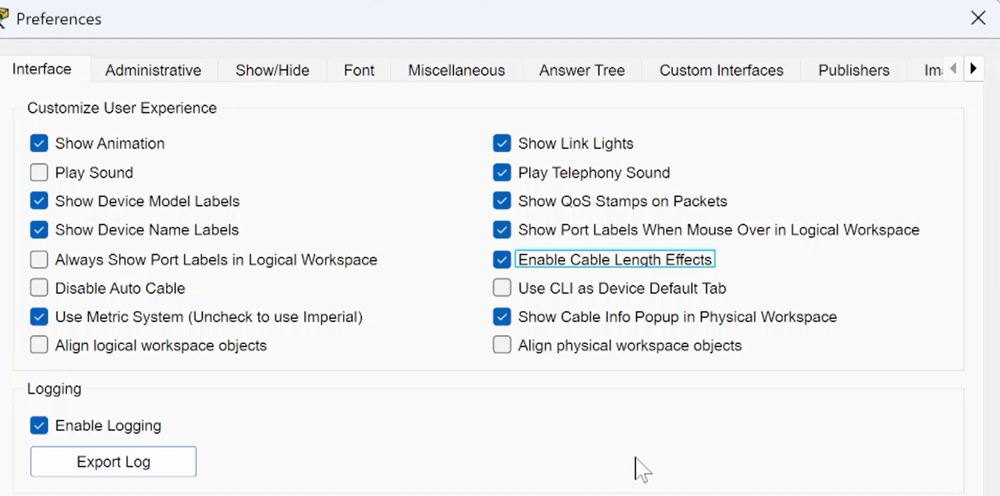 Preferences
Interface Administrative Show/Hide Font Miscellaneous Answer Tree Custom Interfaces Publishers
Customize User Experience
Show Animation Show Link Lights
Play Sound Play Telephony Sound
Show Device Model Labels Show QoS Stamps on Packets
Show Device Name Labels Show Port Labels When Mouse Over in Logical Workspace
Always Show Port Labels in Logical Workspace Enable Cable Length Effects
Disable Auto Cable Use CLI as Device Default Tab
Use Metric System (Uncheck to use Imperial) Show Cable Info Popup in Physical Workspace
Align logical workspace objects Align physical workspace objects
Logging
Enable Logging
Export Log